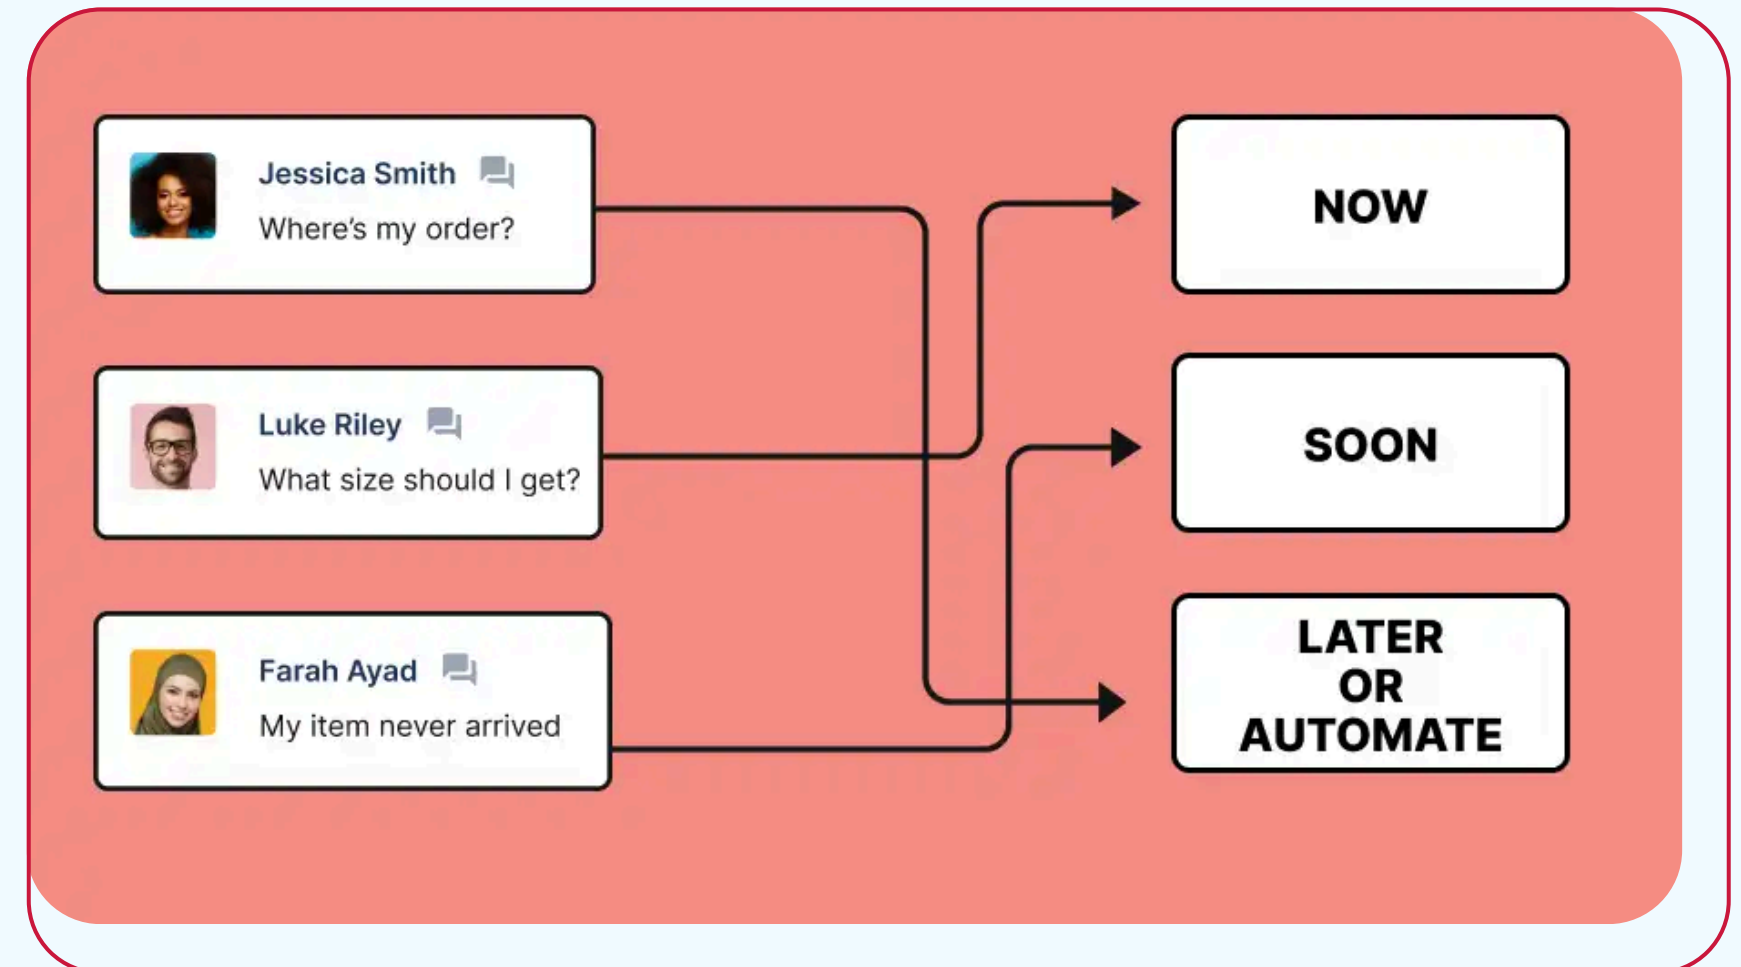 Jessica Smith
Where's my order?
Luke Riley
What size should I get?
Farah Ayad
My item never arrived
NOW
SOON
LATER
OR
AUTOMATE